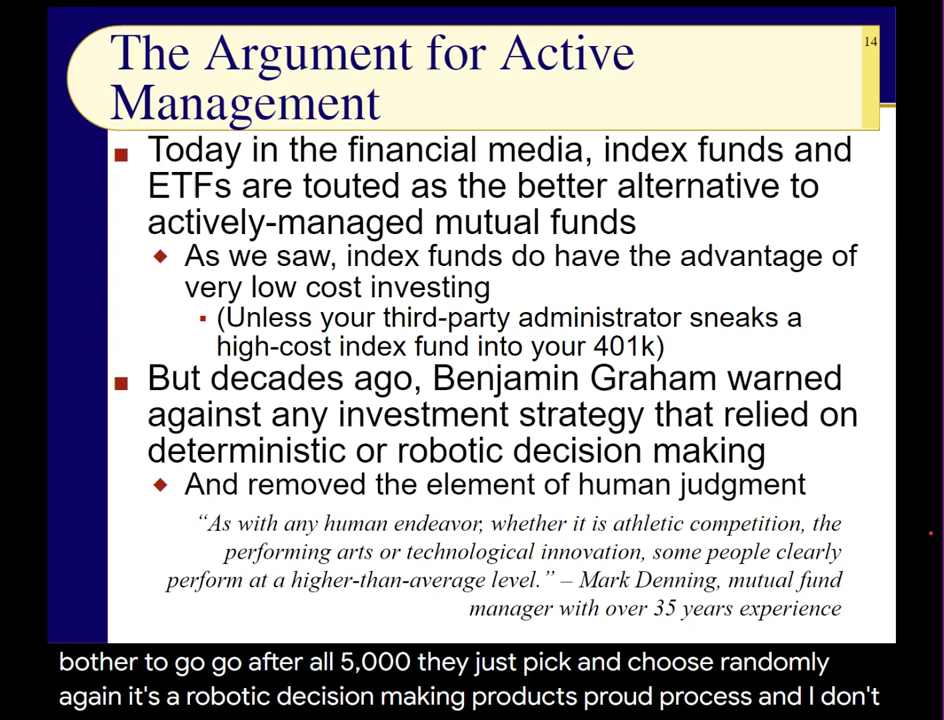 The Argument for Active
Management
14
Today in the financial media, index funds and
ETFs are touted as the better alternative to
actively-managed mutual funds
As we saw, index funds do have the advantage of
very low cost investing
(Unless your third-party administrator sneaks a
high-cost index fund into your 401k)
But decades ago, Benjamin Graham warned
against any investment strategy that relied on
deterministic or robotic decision making
And removed the element of human judgment
“As with any human endeavor, whether it is athletic competition, the
performing arts or technological innovation, some people clearly
perform at a higher-than-average level.” – Mark Denning, mutual fund
manager with over 35 years experience
bother to go go after all 5,000 they just pick and choose randomly
again it's a robotic decision making products proud process and I don't